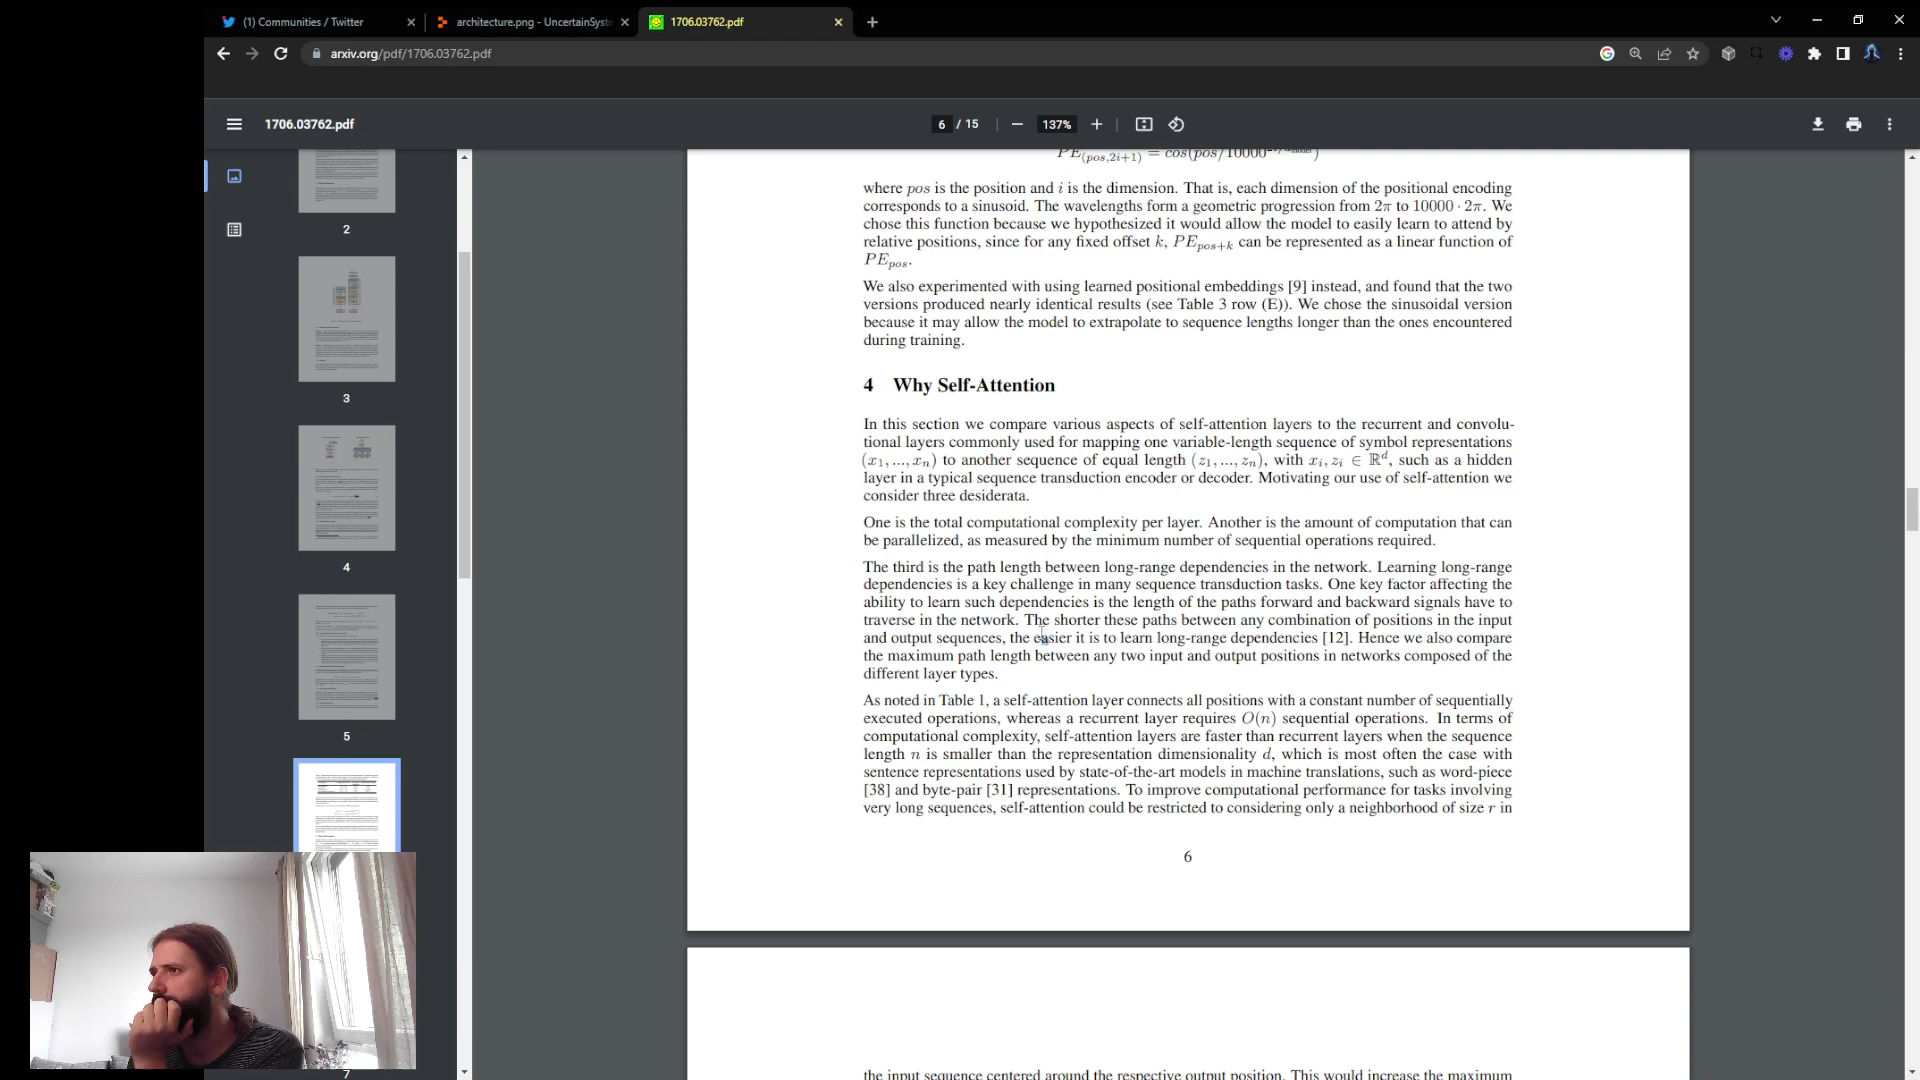 (1) Communities / Twitter
architecture.png - UncertainSyste
1706.03762.pdf
arxiv.org/pdf/1706.03762.pdf
1706.03762.pdf
6 / 15
137%
2
3
4
5
7
PE(pos,2i+1) = cos(pos/10000^2i/dmodel)
where pos is the position and i is the dimension. That is, each dimension of the positional encoding
corresponds to a sinusoid. The wavelengths form a geometric progression from 2π to 10000 · 2π. We
chose this function because we hypothesized it would allow the model to easily learn to attend by
relative positions, since for any fixed offset k, PEpos+k can be represented as a linear function of
PEpos.
We also experimented with using learned positional embeddings [9] instead, and found that the two
versions produced nearly identical results (see Table 3 row (E)). We chose the sinusoidal version
because it may allow the model to extrapolate to sequence lengths longer than the ones encountered
during training.
4 Why Self-Attention
In this section we compare various aspects of self-attention layers to the recurrent and convolu-
tional layers commonly used for mapping one variable-length sequence of symbol representations
(x1, ..., xn) to another sequence of equal length (z1, ..., zn), with xi, zi ∈ ℝd, such as a hidden
layer in a typical sequence transduction encoder or decoder. Motivating our use of self-attention we
consider three desiderata.
One is the total computational complexity per layer. Another is the amount of computation that can
be parallelized, as measured by the minimum number of sequential operations required.
The third is the path length between long-range dependencies in the network. Learning long-range
dependencies is a key challenge in many sequence transduction tasks. One key factor affecting the
ability to learn such dependencies is the length of the paths forward and backward signals have to
traverse in the network. The shorter these paths between any combination of positions in the input
and output sequences, the easier it is to learn long-range dependencies [12]. Hence we also compare
the maximum path length between any two input and output positions in networks composed of the
different layer types.
As noted in Table 1, a self-attention layer connects all positions with a constant number of sequentially
executed operations, whereas a recurrent layer requires O(n) sequential operations. In terms of
computational complexity, self-attention layers are faster than recurrent layers when the sequence
length n is smaller than the representation dimensionality d, which is most often the case with
sentence representations used by state-of-the-art models in machine translations, such as word-piece
[38] and byte-pair [31] representations. To improve computational performance for tasks involving
very long sequences, self-attention could be restricted to considering only a neighborhood of size r in
6
the input sequence centered around the respective output position. This would increase the maximum